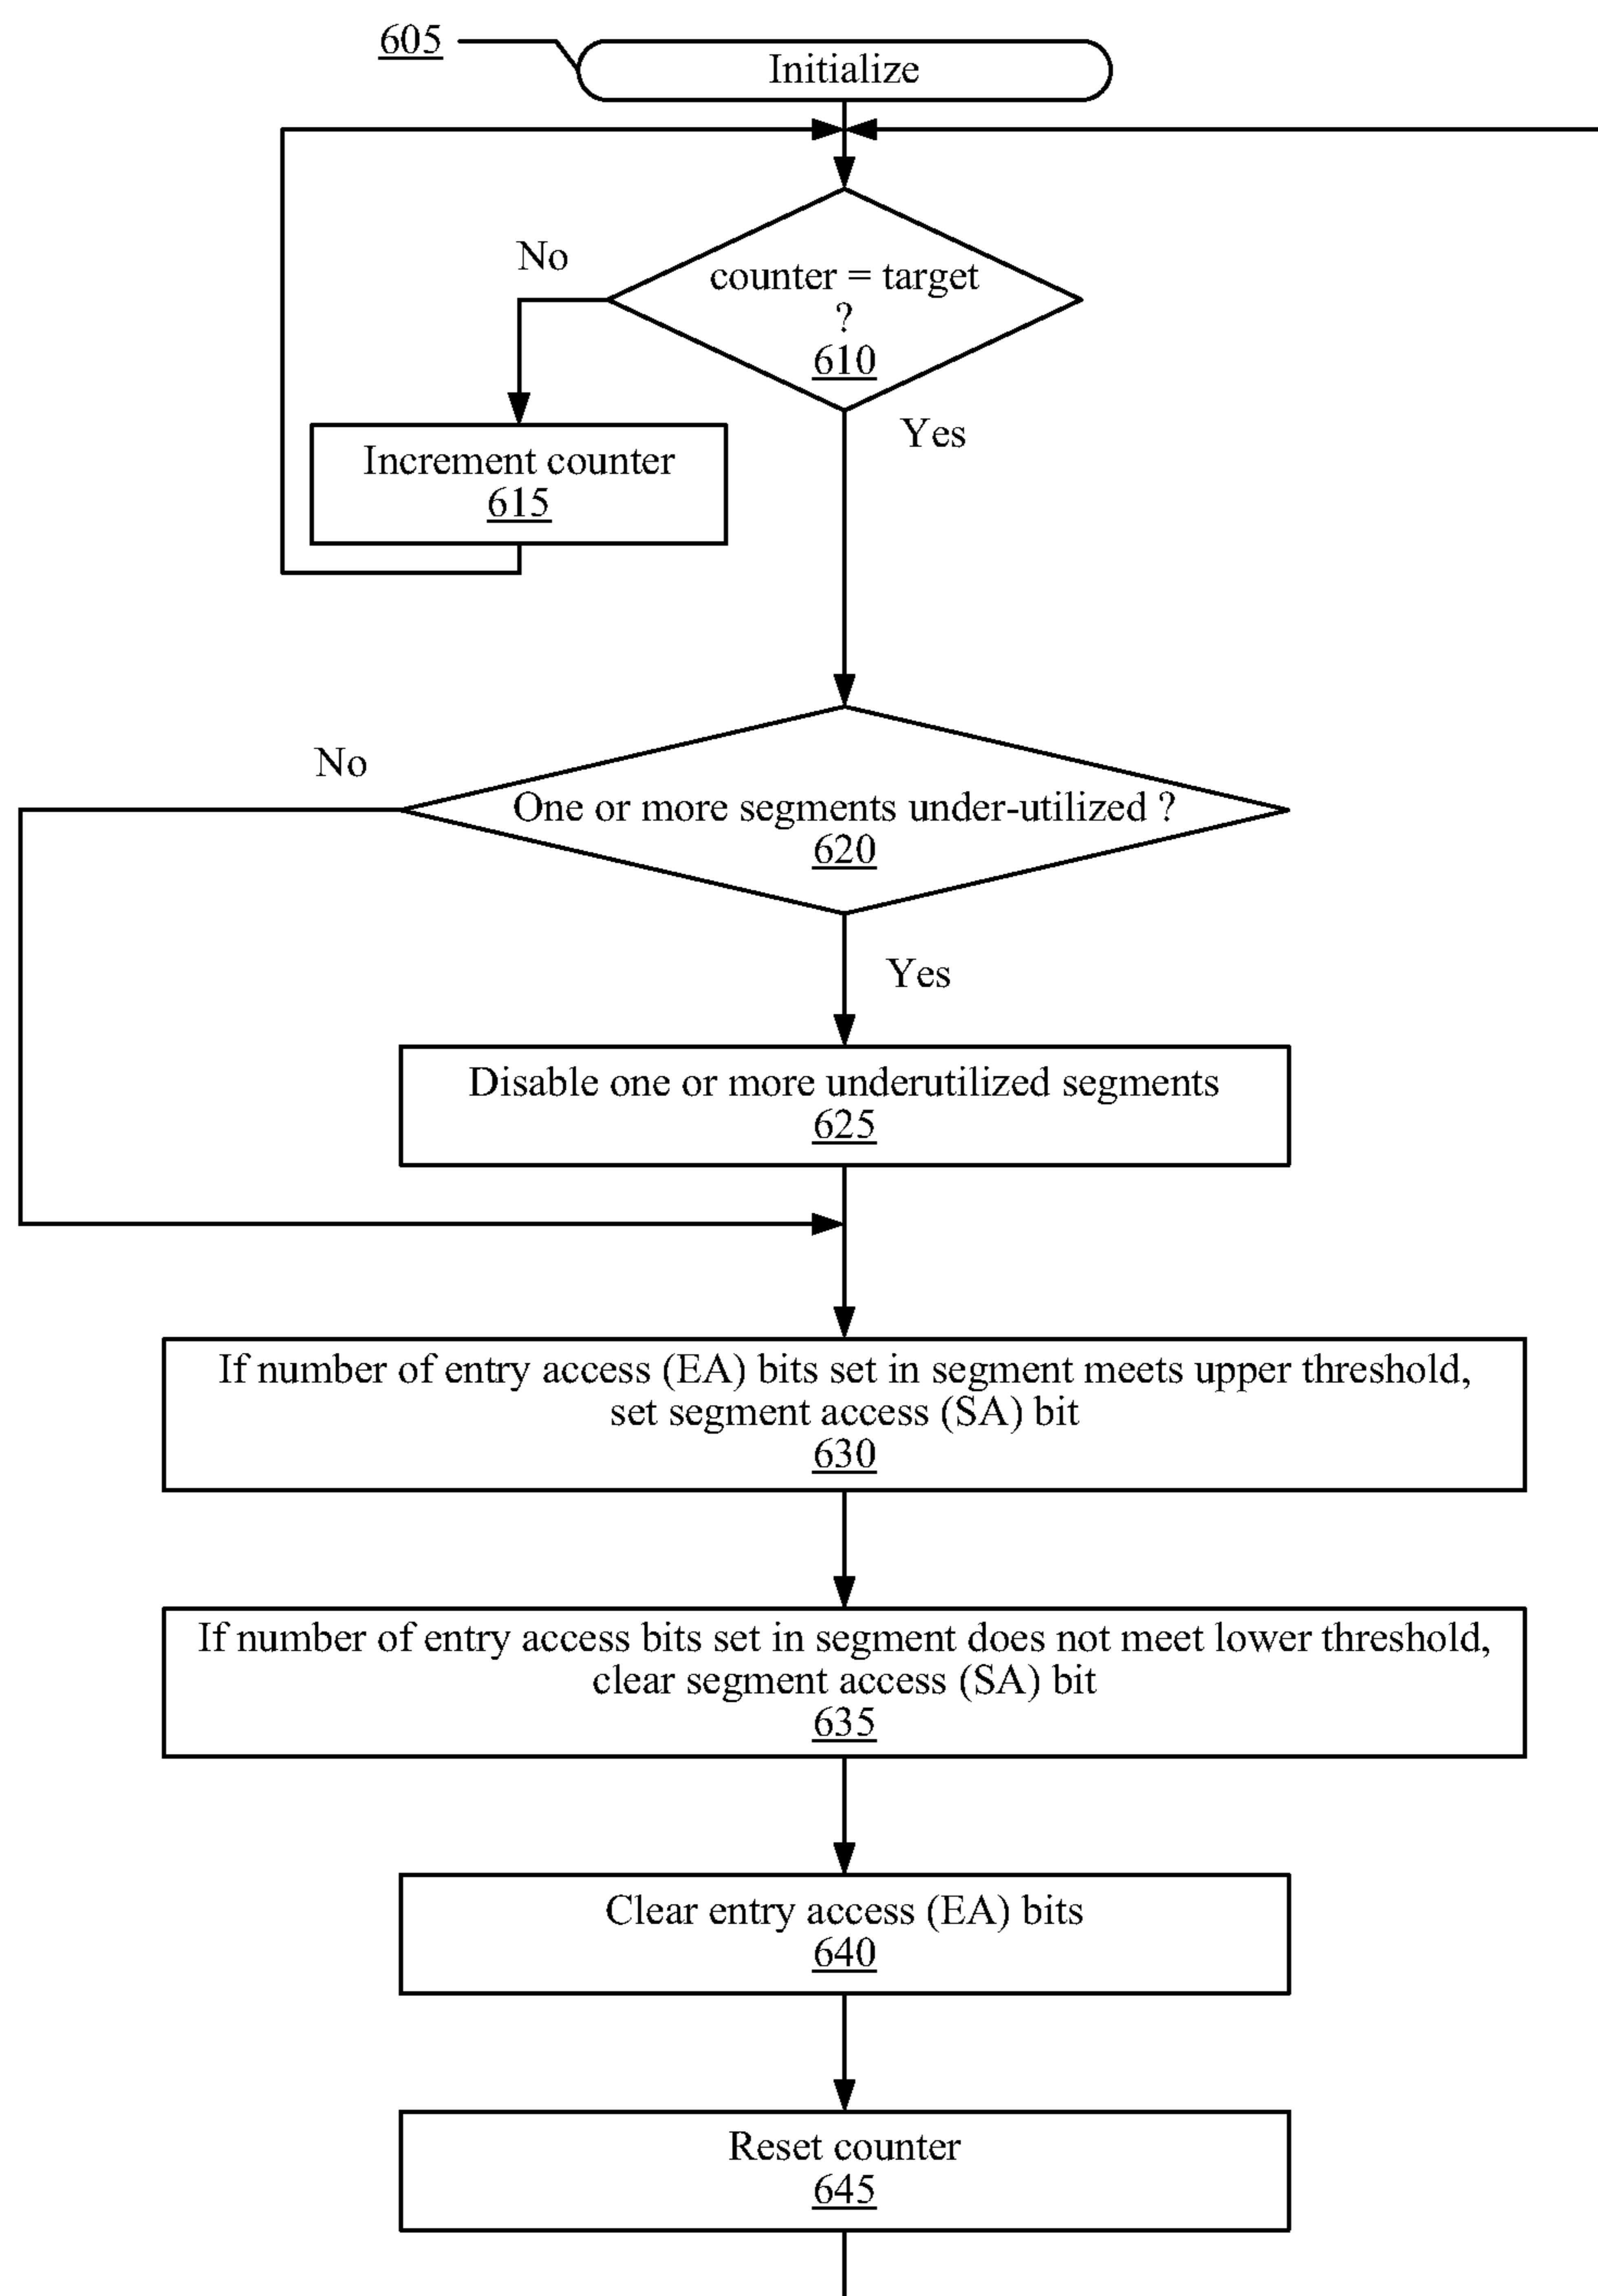 605
Initialize
No
counter = target
?
610
Yes
Increment counter
615
No
One or more segments under-utilized ?
620
Yes
Disable one or more underutilized segments
625
If number of entry access (EA) bits set in segment meets upper threshold,
set segment access (SA) bit
630
If number of entry access bits set in segment does not meet lower threshold,
clear segment access (SA) bit
635
Clear entry access (EA) bits
640
Reset counter
645